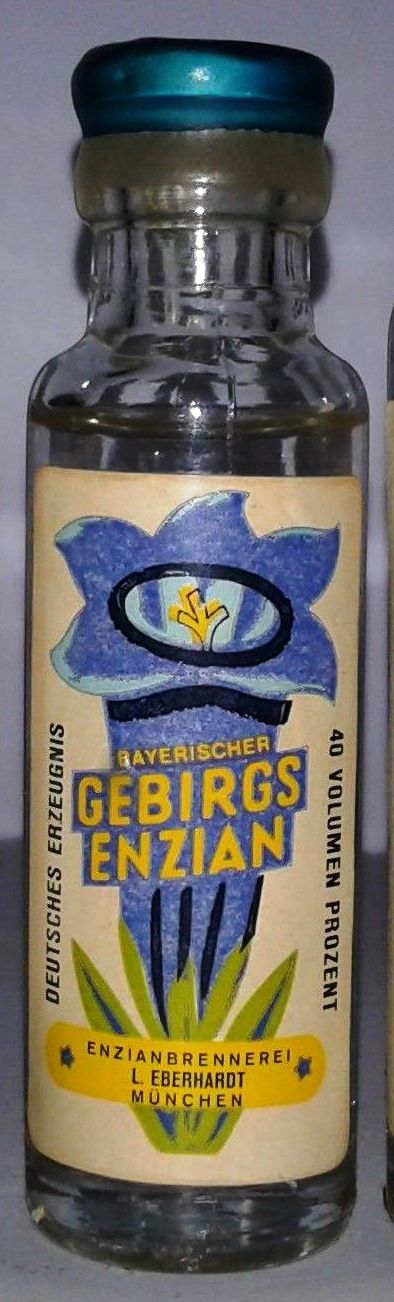 BAYERISCHER
GEBIRGS
ENZIAN
DEUTSCHES ERZEUGNIS
40 VOLUMEN PROZENT
ENZIANBRENNEREI
L. EBERHARDT
MÜNCHEN